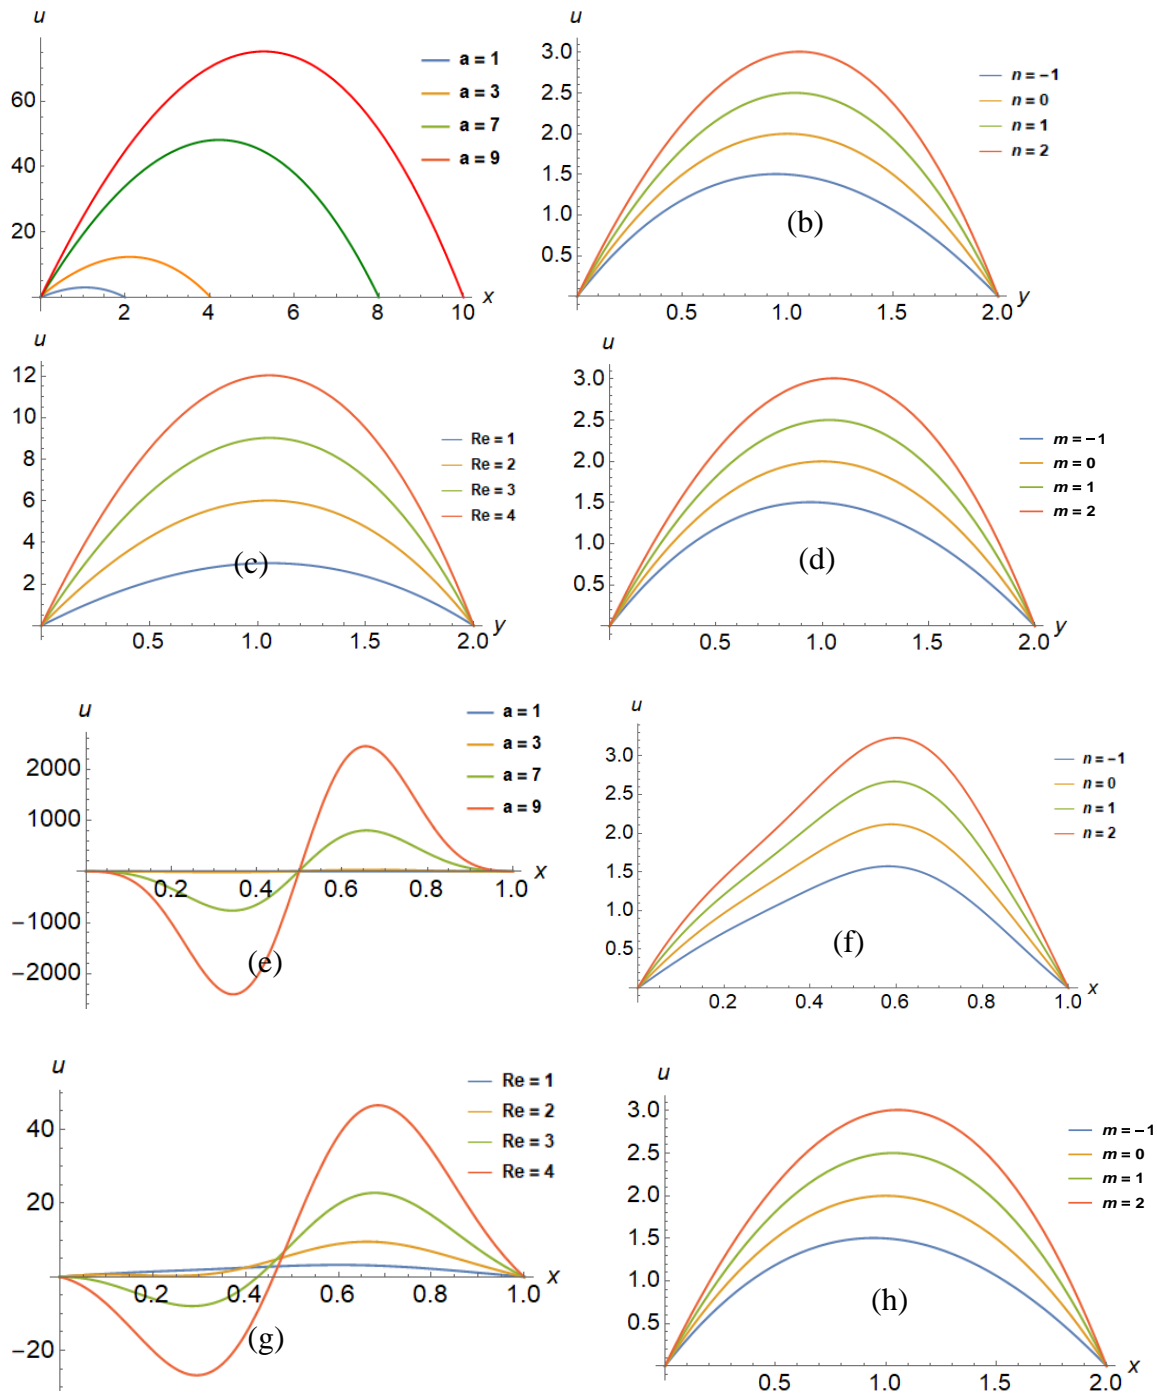 u
a = 1
a = 3
a = 7
a = 9
60
40
20
2 4 6 8 10 x
u
n = −1
n = 0
n = 1
n = 2
3.0
2.5
2.0
1.5
1.0
0.5
(b)
0.5 1.0 1.5 2.0 y
u
Re = 1
Re = 2
Re = 3
Re = 4
12
10
8
6
4
2
(c)
0.5 1.0 1.5 2.0 y
u
m = −1
m = 0
m = 1
m = 2
3.0
2.5
2.0
1.5
1.0
0.5
(d)
0.5 1.0 1.5 2.0 y
u
a = 1
a = 3
a = 7
a = 9
2000
1000
0.2 0.4 0.6 0.8 1.0 x
−1000
−2000
(e)
u
n = −1
n = 0
n = 1
n = 2
3.0
2.5
2.0
1.5
1.0
0.5
(f)
0.2 0.4 0.6 0.8 1.0 x
u
Re = 1
Re = 2
Re = 3
Re = 4
40
20
0.2 0.4 0.6 0.8 1.0 x
−20
(g)
u
m = −1
m = 0
m = 1
m = 2
3.0
2.5
2.0
1.5
1.0
0.5
(h)
0.5 1.0 1.5 2.0 x